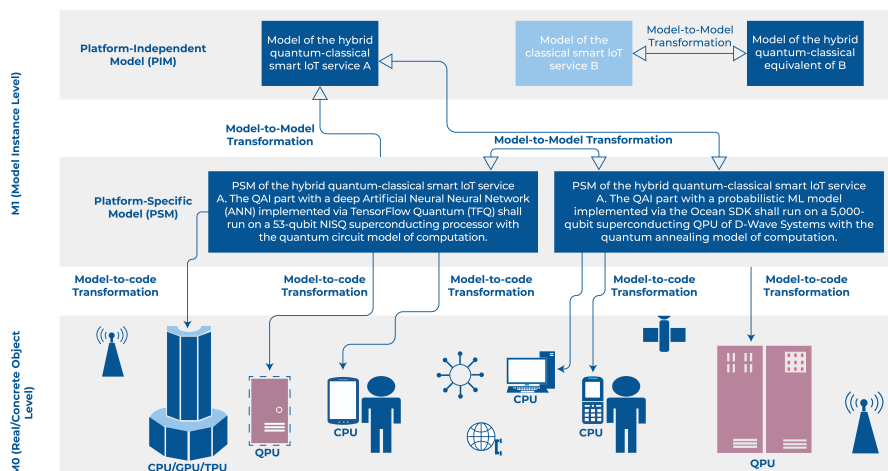 M1 (Model Instance Level)
Platform-Independent
Model (PIM)
Model of the hybrid
quantum-classical
smart IoT service
A
Model of the
classical smart IoT
service B
Model-to-Model
Transformation
Model of the hybrid
quantum-classical
equivalent of B
Model-to-Model
Transformation
Model-to-Model Transformation
Platform-Specific
Model (PSM)
PSM of the hybrid quantum-classical smart IoT service
A. The QAI part with a deep Artificial Neural Neural Network
(ANN) implemented via TensorFlow Quantum (TFQ) shall
run on a 53-qubit NISQ superconducting processor with
the quantum circuit model of computation.
PSM of the hybrid quantum-classical smart IoT service
A. The QAI part with a probabilistic ML model
implemented via the Ocean SDK shall run on a 5,000-
qubit superconducting QPU of D-Wave Systems with the
quantum annealing model of computation.
Model-to-code
Transformation
Model-to-code
Transformation
Model-to-code
Transformation
Model-to-code
Transformation
Model-to-code
Transformation
M0 (Real/Concrete Object
Level)
CPU/GPU/TPU
QPU
CPU
CPU
CPU
QPU